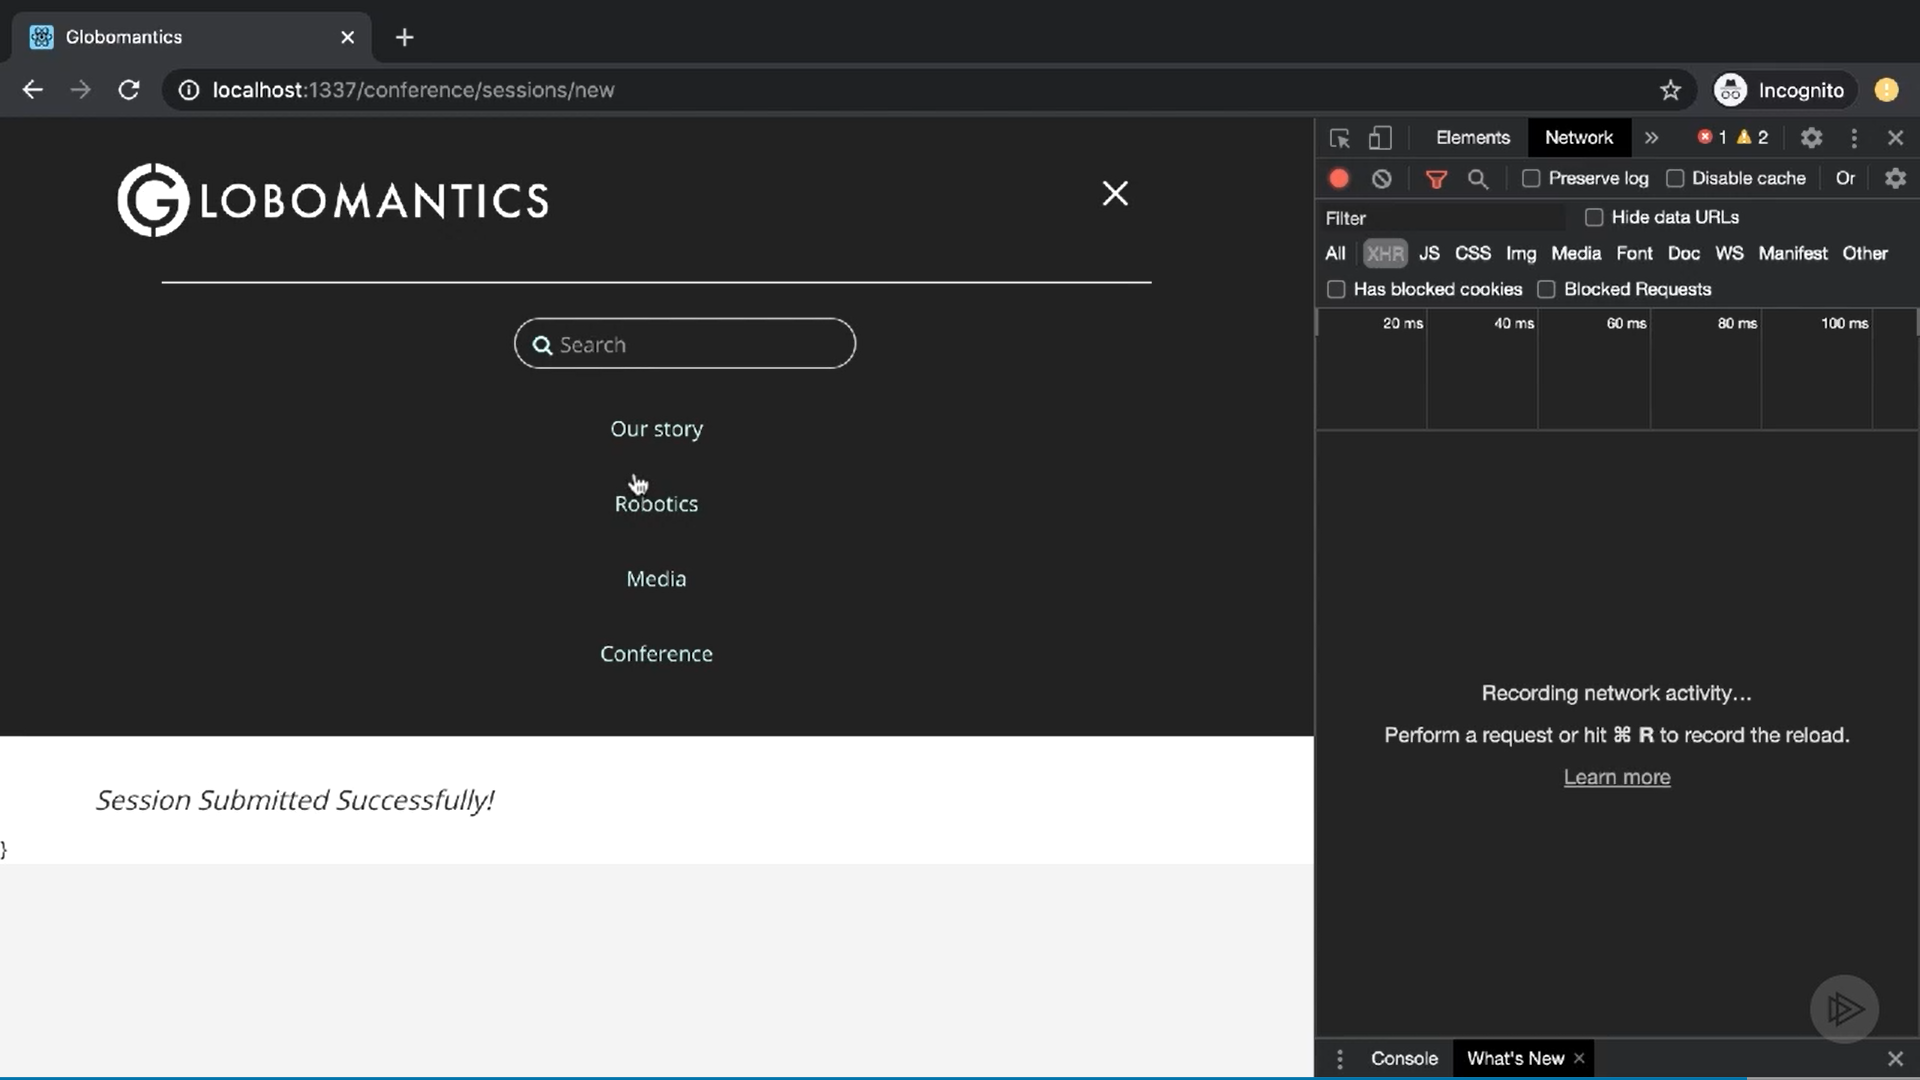 Globomantics
localhost:1337/conference/sessions/new
Incognito
GLOBOMANTICS
Search
Our story
Robotics
Media
Conference
Session Submitted Successfully!
}
Elements Network 1 2
Preserve log Disable cache Or
Filter Hide data URLs
All XHR JS CSS Img Media Font Doc WS Manifest Other
Has blocked cookies Blocked Requests
20 ms 40 ms 60 ms 80 ms 100 ms
Recording network activity…
Perform a request or hit ⌘ R to record the reload.
Learn more
Console What's New